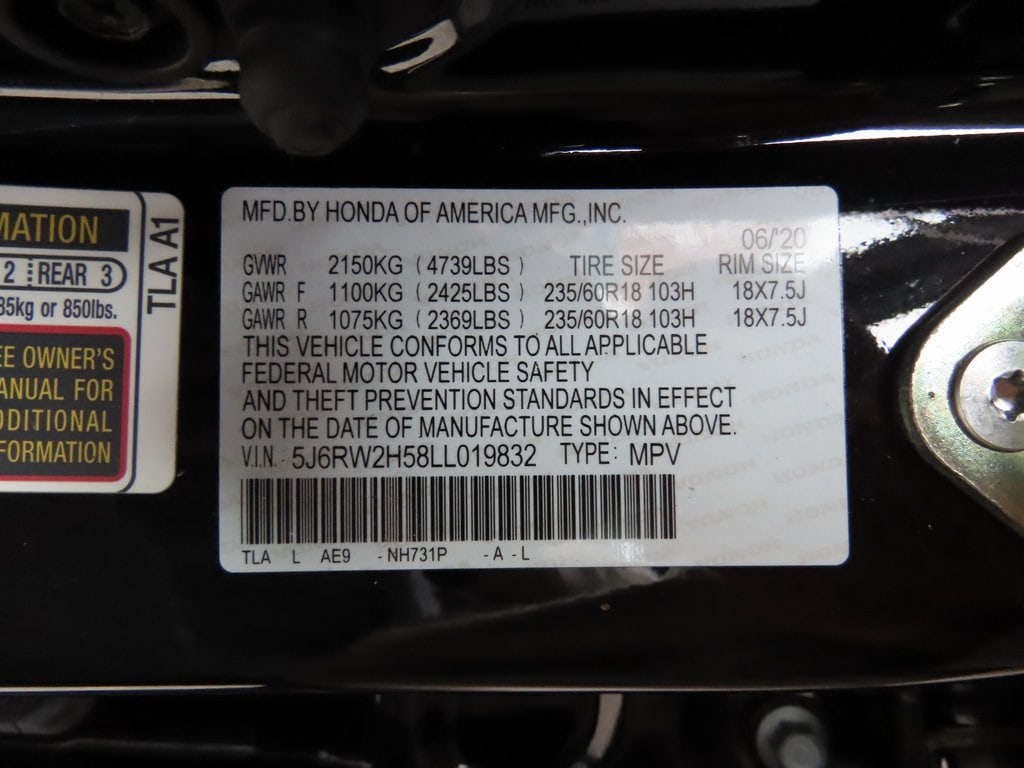 MATION
2 REAR 3
85kg or 850lbs.
EE OWNER'S
ANUAL FOR
DDITIONAL
FORMATION
TLA A1
MFD.BY HONDA OF AMERICA MFG.,INC.
06/'20
GVWR 2150KG ( 4739LBS ) TIRE SIZE RIM SIZE
GAWR F 1100KG ( 2425LBS ) 235/60R18 103H 18X7.5J
GAWR R 1075KG ( 2369LBS ) 235/60R18 103H 18X7.5J
THIS VEHICLE CONFORMS TO ALL APPLICABLE
FEDERAL MOTOR VEHICLE SAFETY
AND THEFT PREVENTION STANDARDS IN EFFECT
ON THE DATE OF MANUFACTURE SHOWN ABOVE.
V.I.N.: 5J6RW2H58LL019832 TYPE: MPV
TLA L AE9 -NH731P -A-L